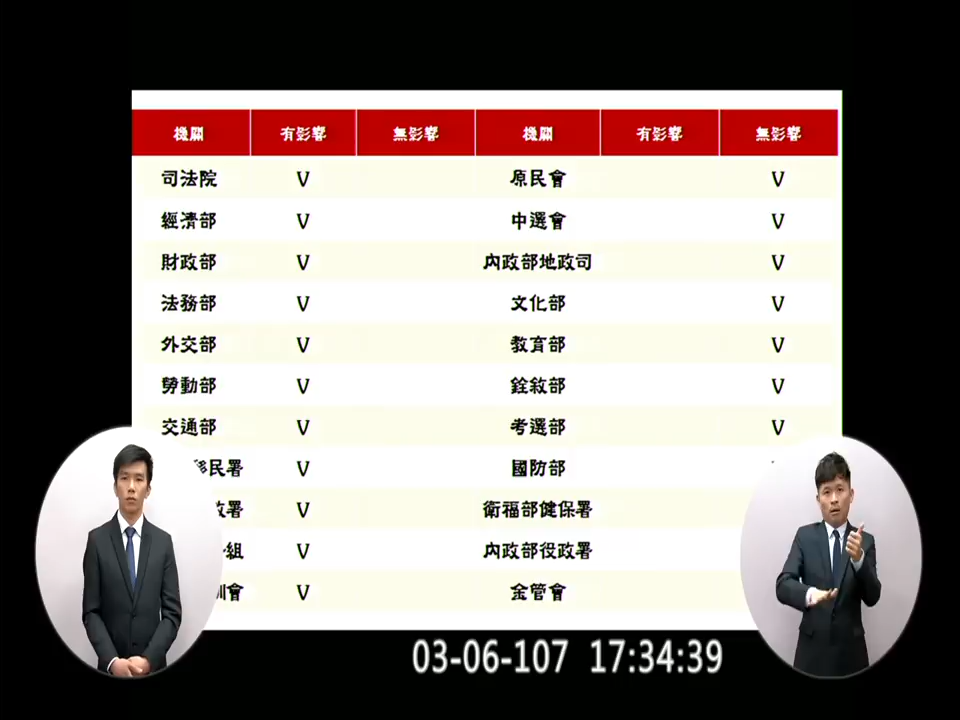 機關 有影響 無影響 機關 有影響 無影響
司法院 V 原民會 V
經濟部 V 中選會 V
財政部 V 內政部地政司 V
法務部 V 文化部 V
外交部 V 教育部 V
勞動部 V 銓敘部 V
交通部 V 考選部 V
民署 V 國防部
署 V 衛福部健保署
組 V 內政部役政署
會 V 金管會
03-06-107 17:34:39